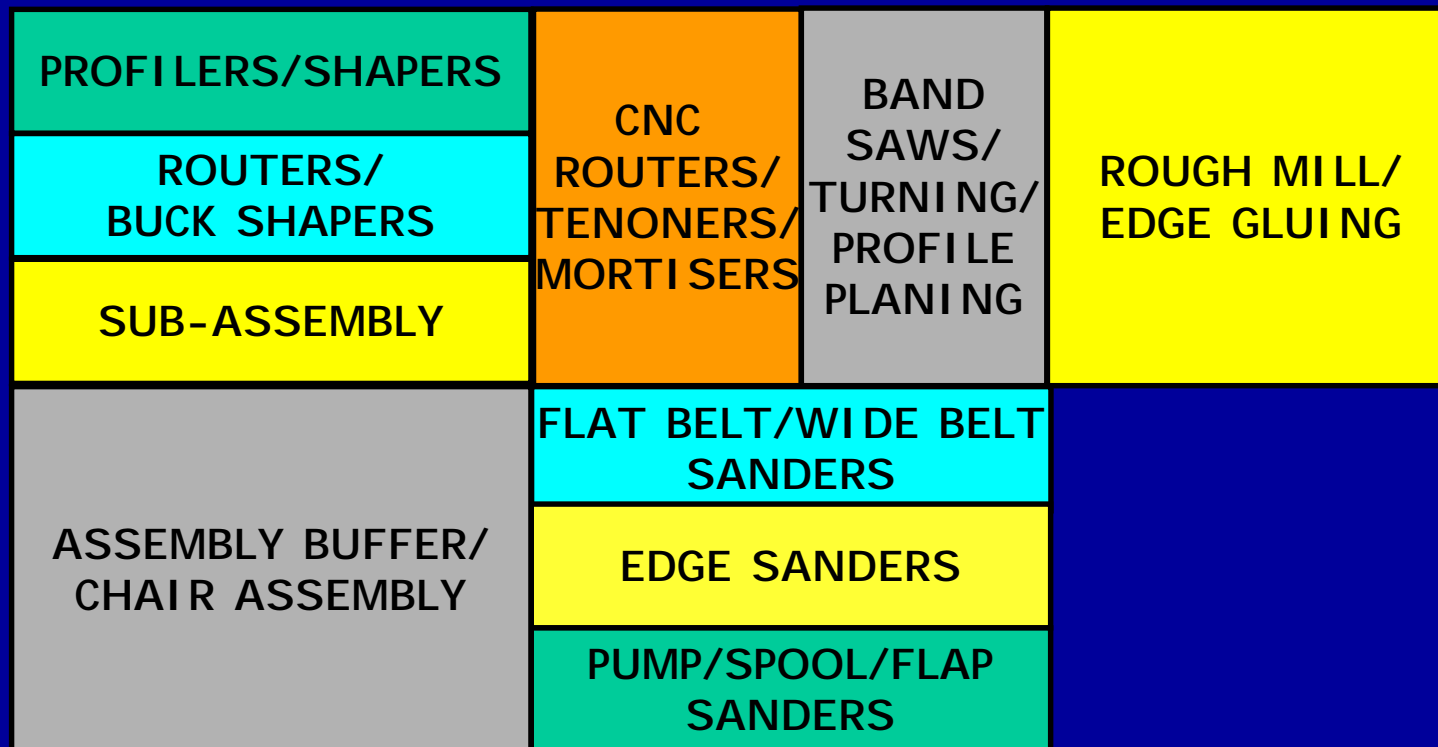 PROFILERS/SHAPERS
ROUTERS/
BUCK SHAPERS
SUB-ASSEMBLY
CNC
ROUTERS/
TENONERS/
MORTISERS
BAND
SAWS/
TURNING/
PROFILE
PLANING
ROUGH MILL/
EDGE GLUING
ASSEMBLY BUFFER/
CHAIR ASSEMBLY
FLAT BELT/WIDE BELT
SANDERS
EDGE SANDERS
PUMP/SPOOL/FLAP
SANDERS